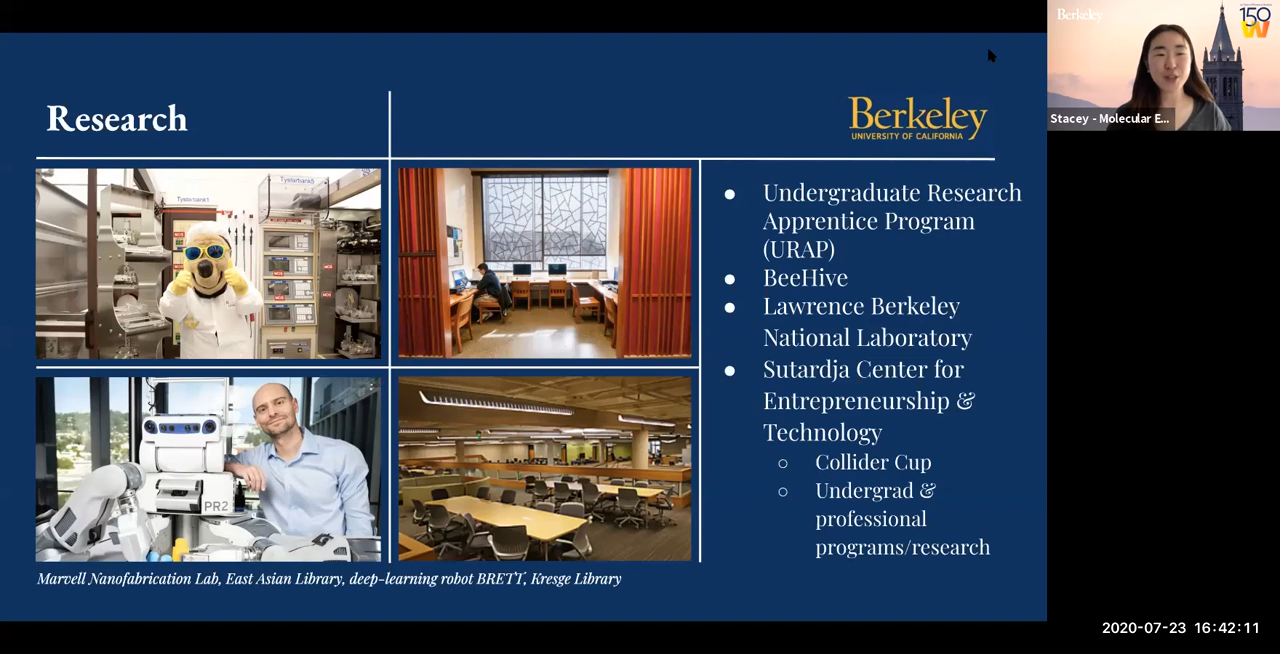 Research
Berkeley
UNIVERSITY OF CALIFORNIA
Tystarbank1
PR2
Marvell Nanofabrication Lab, East Asian Library, deep-learning robot BRETT, Kresge Library
● Undergraduate Research
Apprentice Program
(URAP)
● BeeHive
● Lawrence Berkeley
National Laboratory
● Sutardja Center for
Entrepreneurship &
Technology
○ Collider Cup
○ Undergrad &
professional
programs/research
Berkeley
150
W
Stacey - Molecular E...
2020-07-23 16:42:11